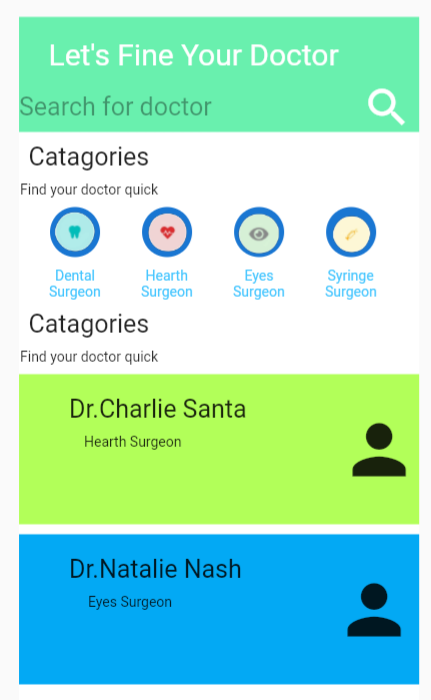 Let's Fine Your Doctor
Search for doctor
Catagories
Find your doctor quick
Dental Surgeon
Hearth Surgeon
Eyes Surgeon
Syringe Surgeon
Catagories
Find your doctor quick
Dr.Charlie Santa
Hearth Surgeon
Dr.Natalie Nash
Eyes Surgeon